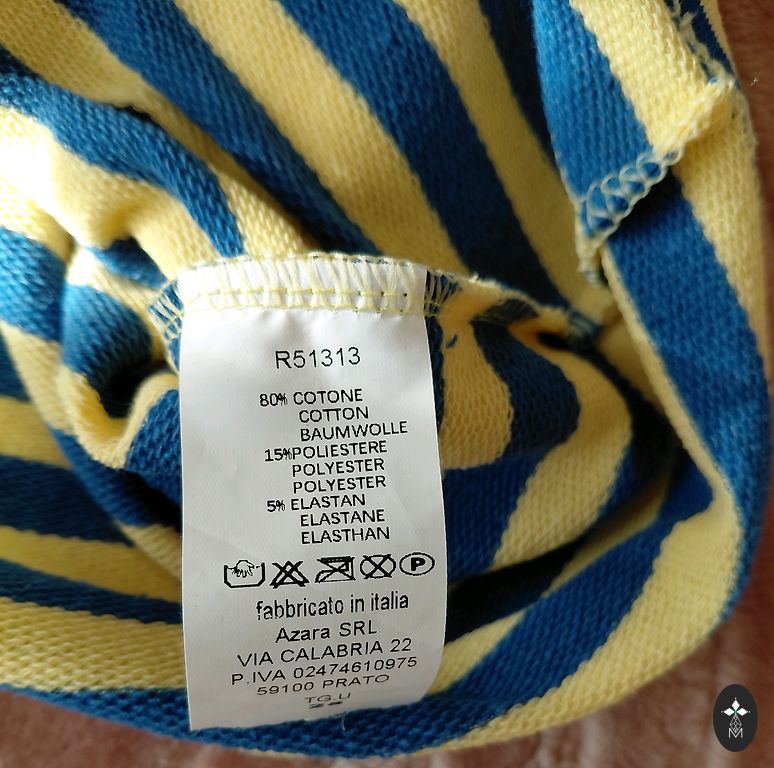 R51313
80% COTONE
COTTON
BAUMWOLLE
15%POLIESTERE
POLYESTER
POLYESTER
5% ELASTAN
ELASTANE
ELASTHAN
P
fabbricato in italia
Azara SRL
VIA CALABRIA 22
P.IVA 02474610975
59100 PRATO
TG.U
M